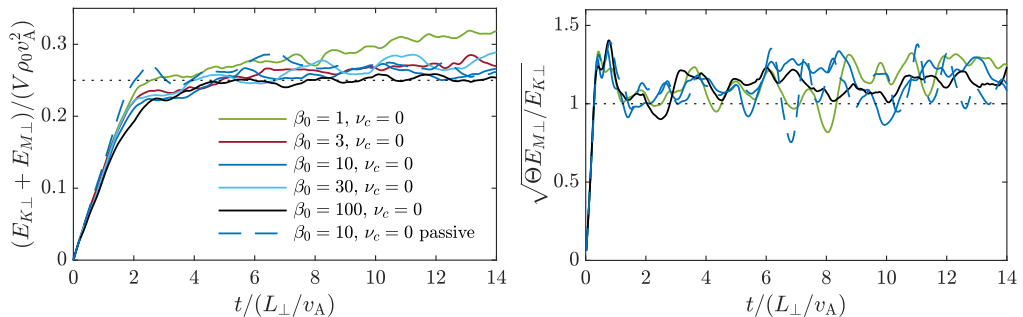 (E_{K⊥} + E_{M⊥})/(V ρ_0 v_A^2)
0.3
0.2
0.1
0
β_0 = 1, ν_c = 0
β_0 = 3, ν_c = 0
β_0 = 10, ν_c = 0
β_0 = 30, ν_c = 0
β_0 = 100, ν_c = 0
β_0 = 10, ν_c = 0 passive
0 2 4 6 8 10 12 14
t/(L_⊥/v_A)
√(ΘE_{M⊥}/E_{K⊥})
1.5
1
0.5
0
0 2 4 6 8 10 12 14
t/(L_⊥/v_A)